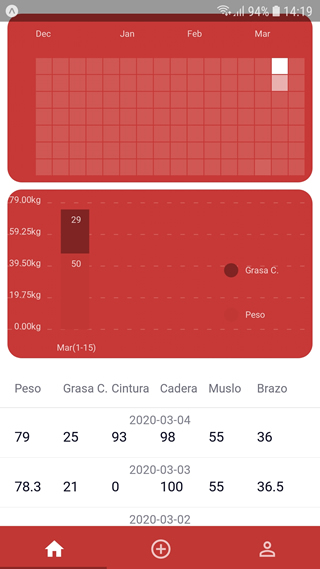 94% 14:19
Dec Jan Feb Mar
79.00kg
59.25kg
39.50kg
19.75kg
0.00kg
29
50
Grasa C.
Peso
Mar(1-15)
Peso Grasa C. Cintura Cadera Muslo Brazo
2020-03-04
79 25 93 98 55 36
2020-03-03
78.3 21 0 100 55 36.5
2020-03-02